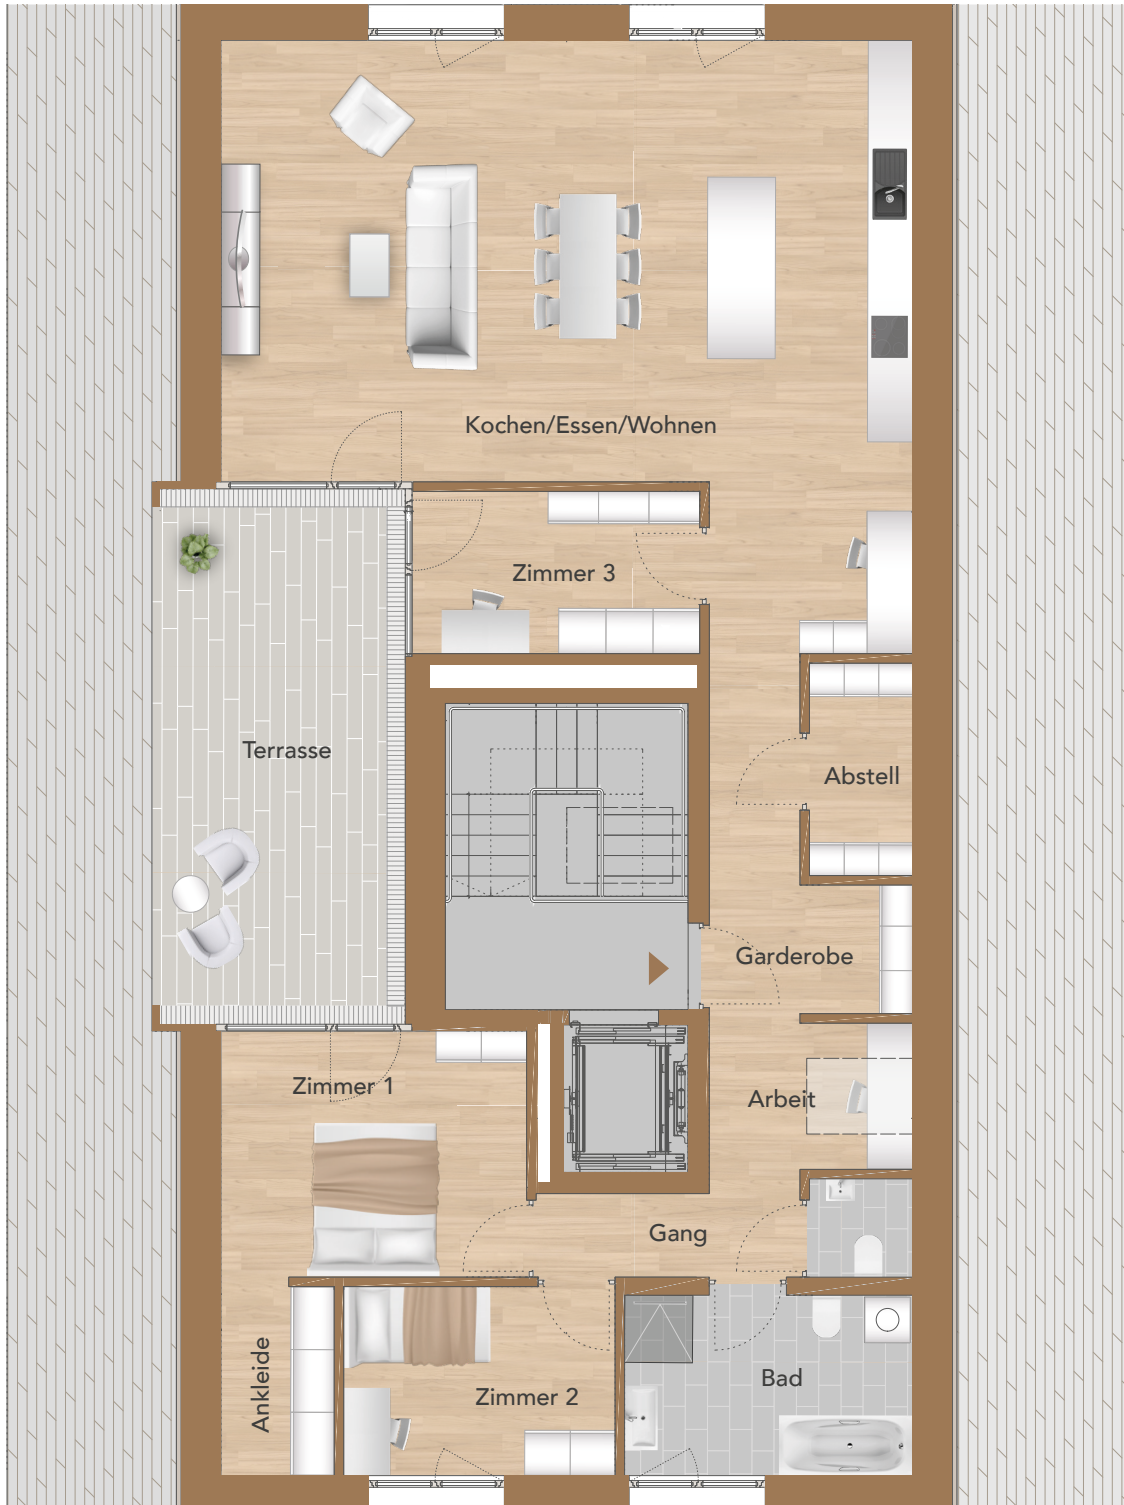 Kochen/Essen/Wohnen
Zimmer 3
Terrasse
Abstell
Garderobe
Zimmer 1
Arbeit
Gang
Ankleide
Zimmer 2
Bad